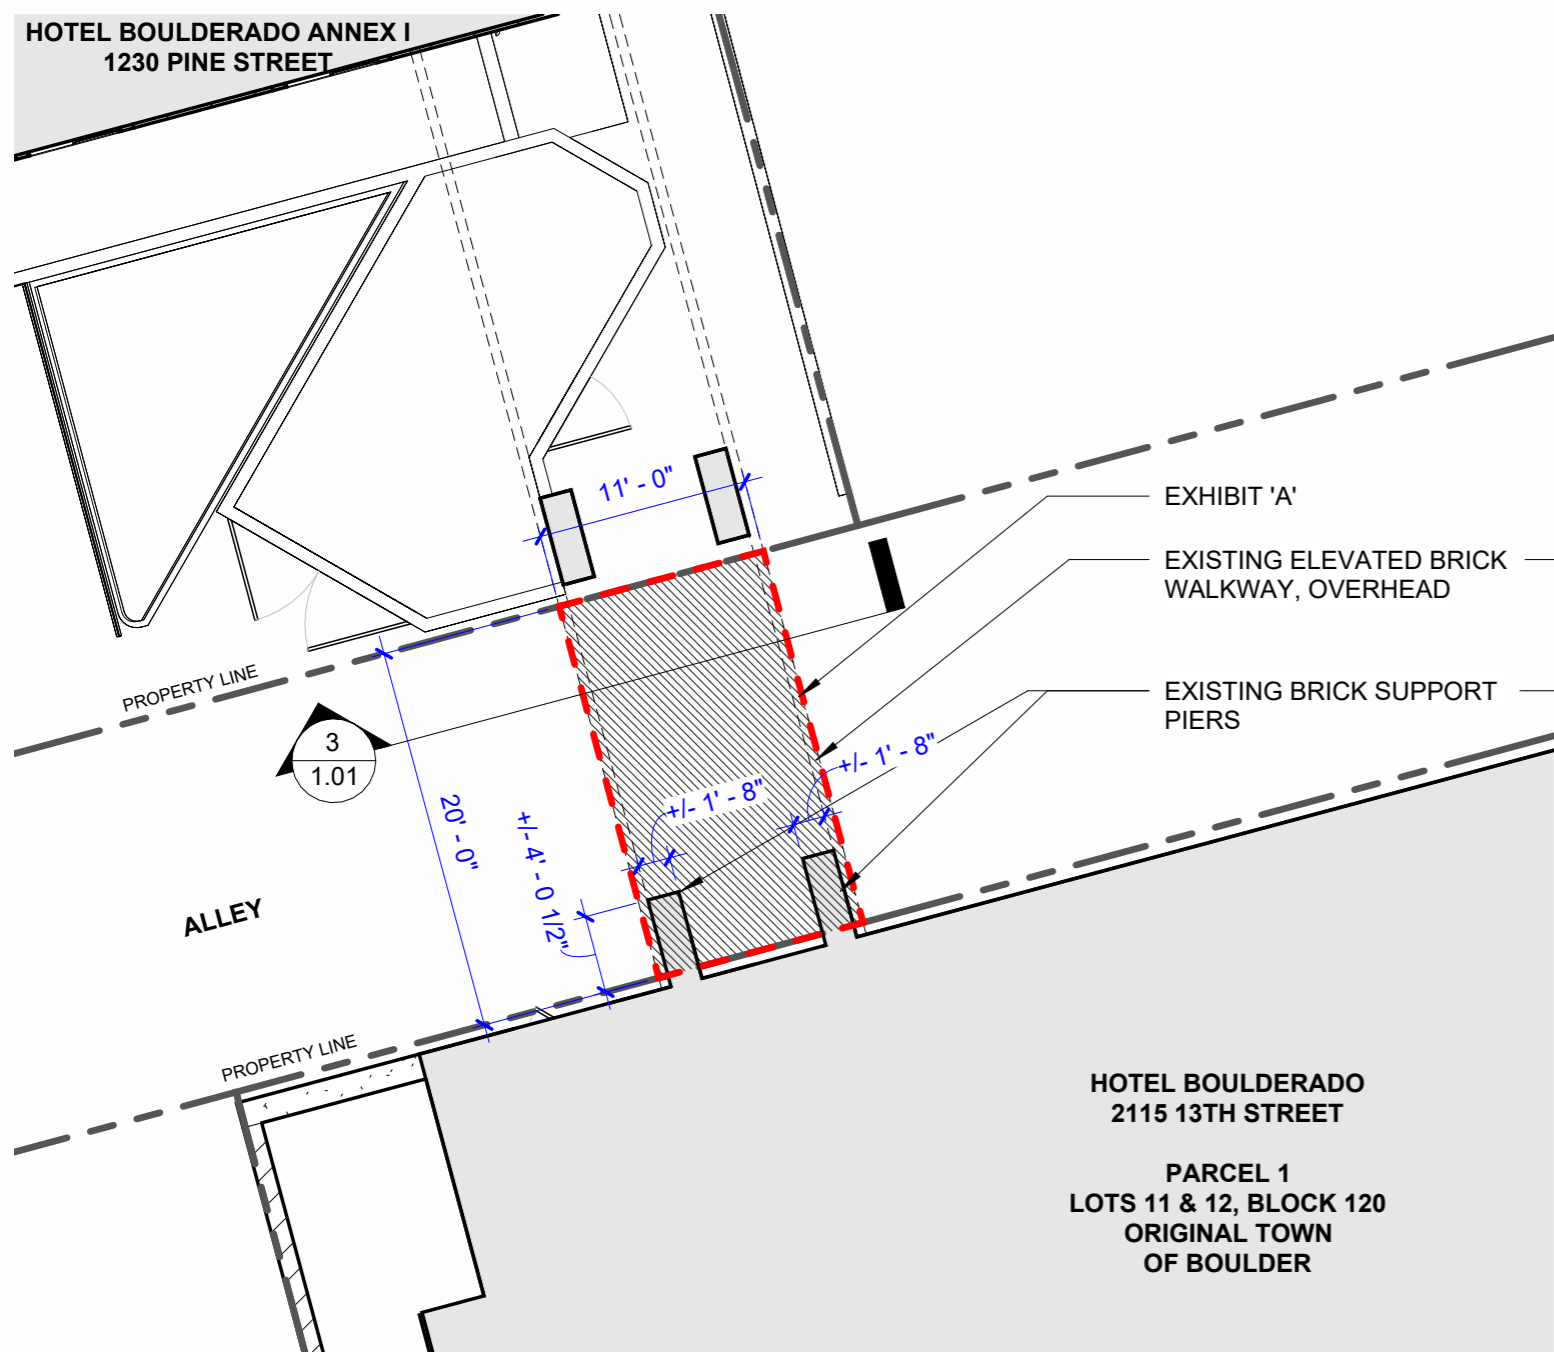 HOTEL BOULDERADO ANNEX I
1230 PINE STREET
11' - 0"
EXHIBIT 'A'
EXISTING ELEVATED BRICK
WALKWAY, OVERHEAD
PROPERTY LINE
EXISTING BRICK SUPPORT
PIERS
3
1.01
+/- 1' - 8"
+/- 1' - 8"
20' - 0"
+/- 4' - 0 1/2"
ALLEY
PROPERTY LINE
HOTEL BOULDERADO
2115 13TH STREET
PARCEL 1
LOTS 11 & 12, BLOCK 120
ORIGINAL TOWN
OF BOULDER